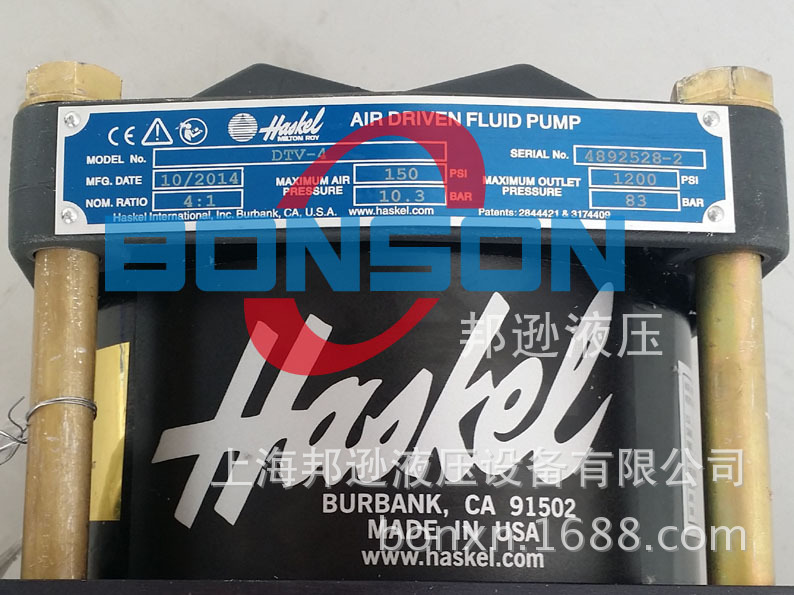 CE Haskel MILTON ROY AIR DRIVEN FLUID PUMP
MODEL No. DTV-4 SERIAL No. 4892528-2
MFG. DATE 10/2014 MAXIMUM AIR PRESSURE 150 PSI MAXIMUM OUTLET PRESSURE 1200 PSI
NOM. RATIO 4:1 10.3 BAR 83 BAR
Haskel International, Inc. Burbank, CA, U.S.A. www.haskel.com Patents: 2844421 & 3174409
BONSON
邦逊液压
Haskel
上海邦逊液压设备有限公司
BURBANK, CA 91502
MADE IN USA
bonxn.1688.com
www.haskel.com